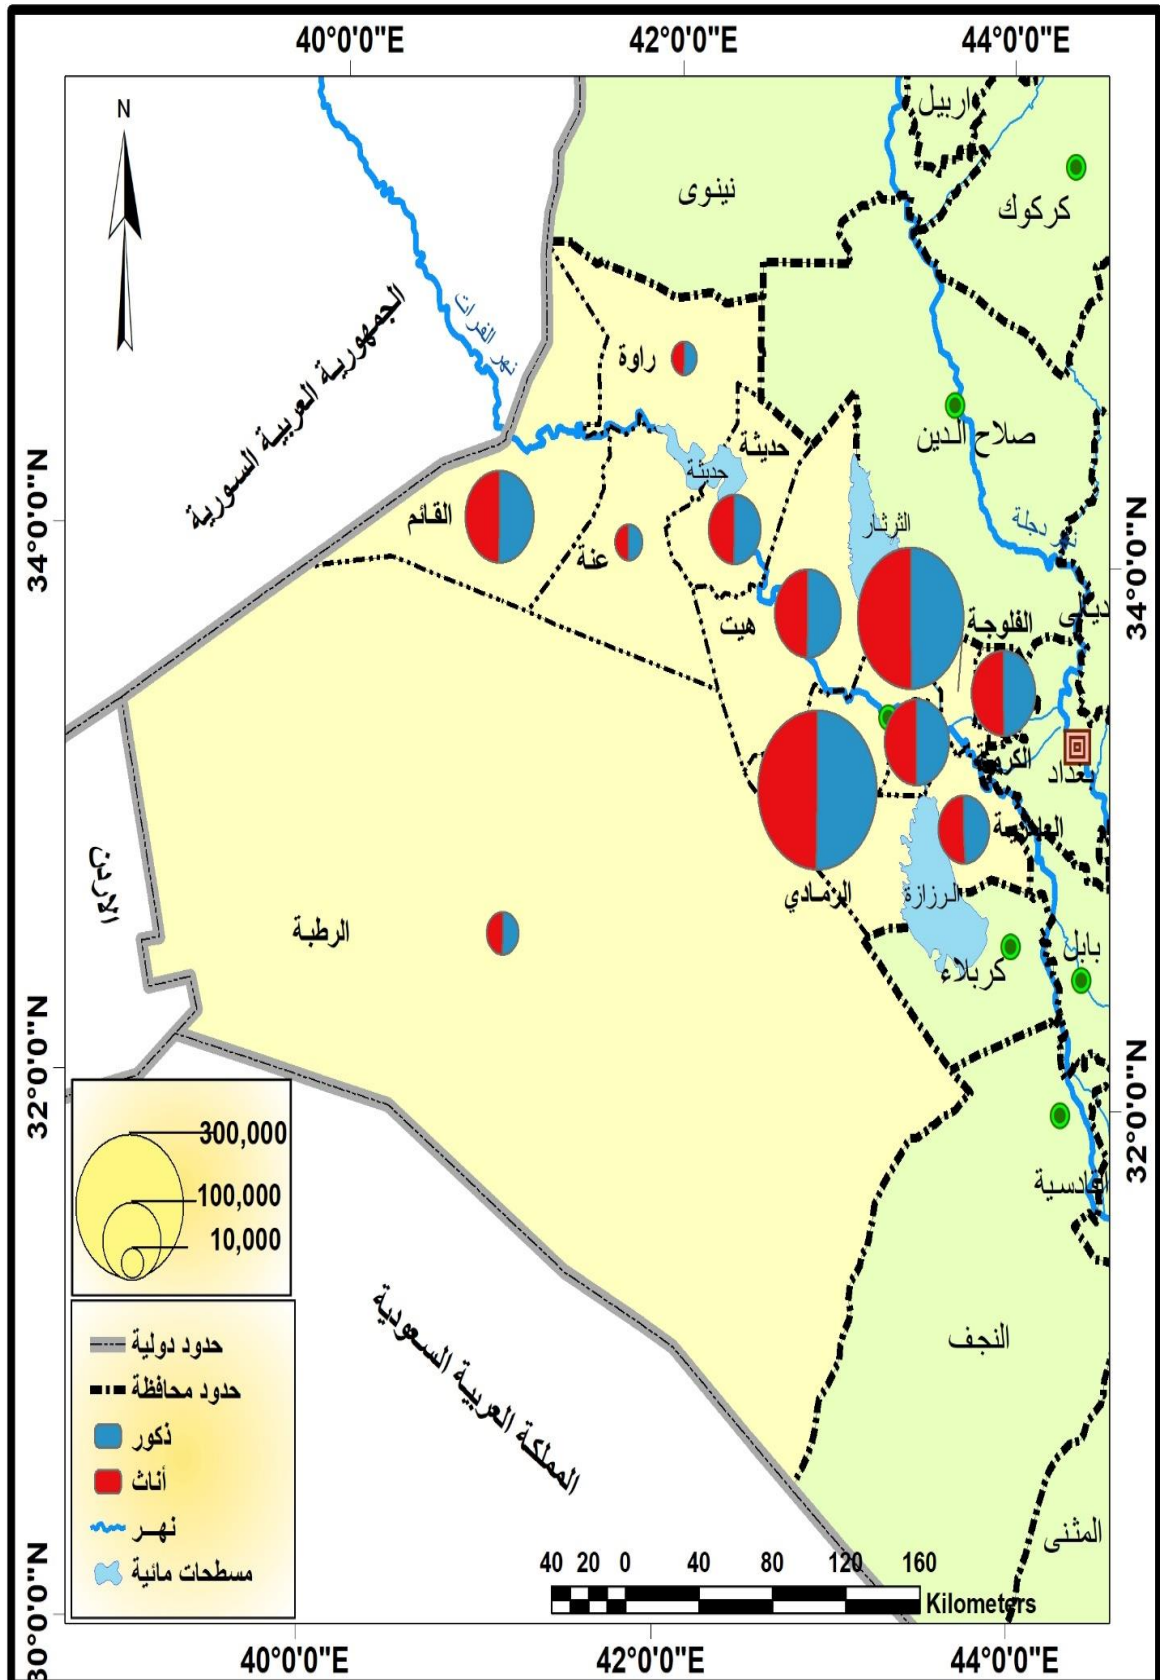 40°0'0"E
42°0'0"E
44°0'0"E
N
اربيل
كركوك
نينوى
الجمهورية العربية السورية
نهر الفرات
راوة
صلاح الدين
حديثة
حديثة
القائم
الثرثار
نهر دجلة
34°0'0"N
34°0'0"N
عنة
هيت
الفلوجة
ديالى
الكرمة
بغداد
العامرية
الرمادي
الرزازة
الاردن
الرطبة
بابل
كربلاء
32°0'0"N
32°0'0"N
القادسية
300,000
100,000
10,000
النجف
المملكة العربية السعودية
حدود دولية
حدود محافظة
ذكور
أناث
نهر
مسطحات مائية
المثنى
40 20 0 40 80 120 160
Kilometers
30°0'0"N
40°0'0"E
42°0'0"E
44°0'0"E